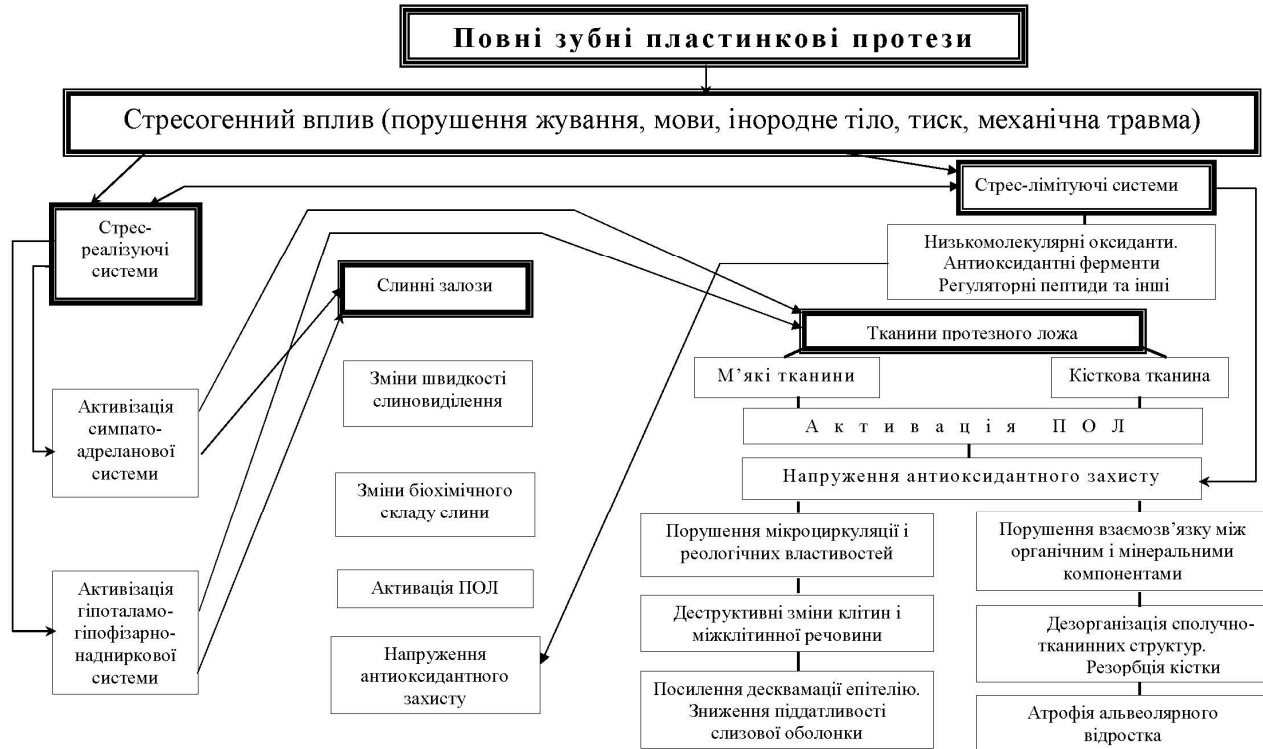 Повні зубні пластинкові протези
Стресогенний вплив (порушення жування, мови, інородне тіло, тиск, механічна травма)
Стрес-
реалізуючі
системи
Стрес-лімітуючі системи
Низькомолекулярні оксиданти.
Антиоксидантні ферменти
Регуляторні пептиди та інші
Слинні залози
Тканини протезного ложа
М’які тканини
Кісткова тканина
Зміни швидкості
слиновиділення
Активізація
симпато-
адреланової
системи
Активація ПОЛ
Напруження антиоксидантного захисту
Зміни біохімічного
складу слини
Порушення мікроциркуляції і
реологічних властивостей
Порушення взаємозв’язку між
органічним і мінеральними
компонентами
Активація ПОЛ
Активізація
гіпоталамо-
гіпофізарно-
надниркової
системи
Деструктивні зміни клітин і
міжклітинної речовини
Дезорганізація сполучно-
тканинних структур.
Резорбція кістки
Напруження
антиоксидантного
захисту
Посилення десквамації епітелію.
Зниження піддатливості
слизової оболонки
Атрофія альвеолярного
відростка